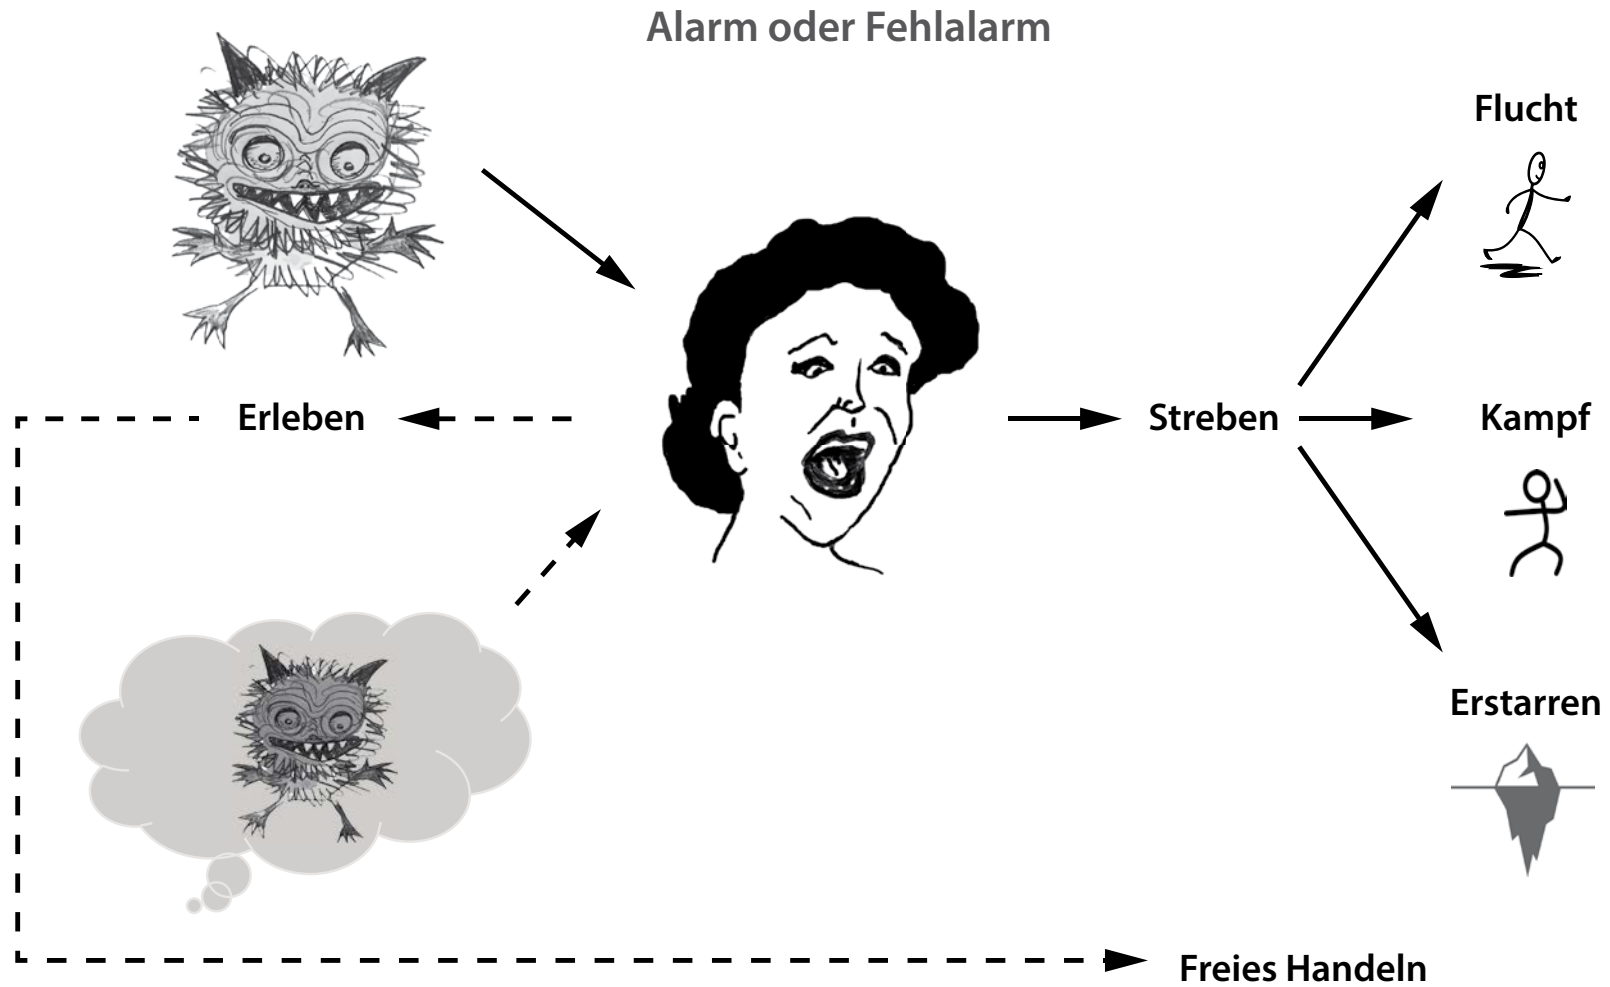 Alarm oder Fehlalarm
Flucht
Erleben
Streben
Kampf
Erstarren
Freies Handeln